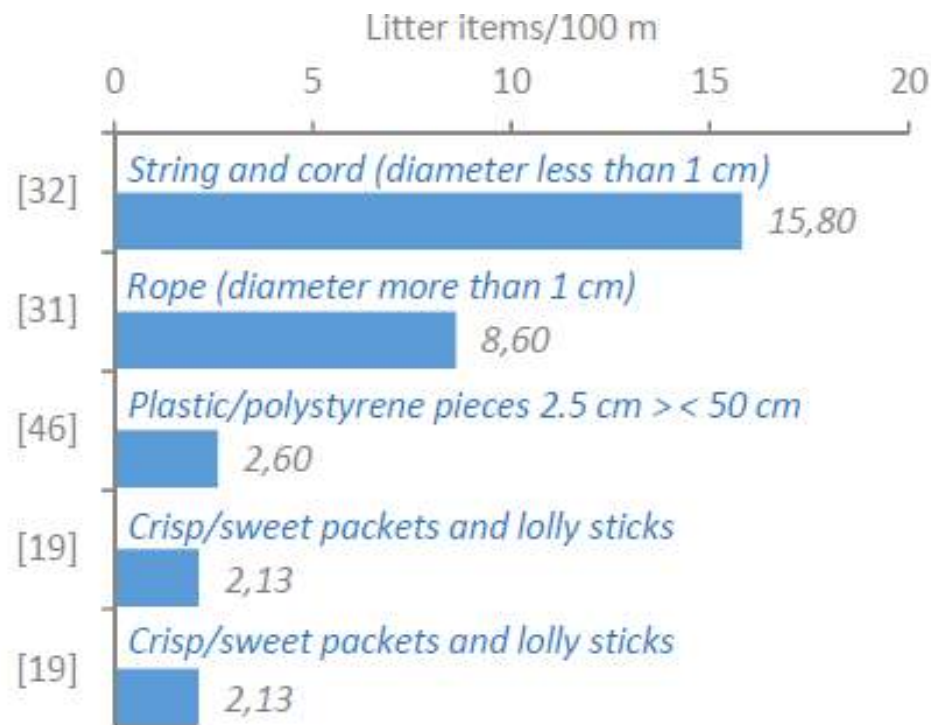 Litter items/100 m
0 5 10 15 20
[32] String and cord (diameter less than 1 cm)
15,80
[31] Rope (diameter more than 1 cm)
8,60
[46] Plastic/polystyrene pieces 2.5 cm > < 50 cm
2,60
[19] Crisp/sweet packets and lolly sticks
2,13
[19] Crisp/sweet packets and lolly sticks
2,13